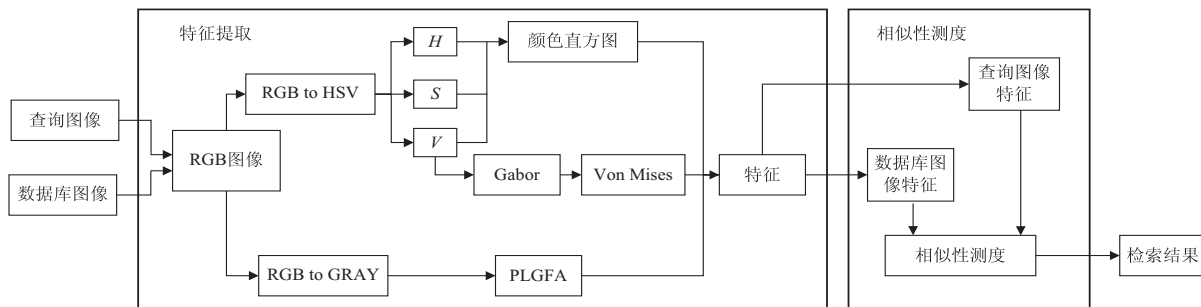 特征提取
相似性测度
H
颜色直方图
查询图像
特征
RGB to HSV
S
查询图像
V
RGB图像
数据库图像
Gabor
Von Mises
特征
数据库图
像特征
相似性测度
检索结果
RGB to GRAY
PLGFA